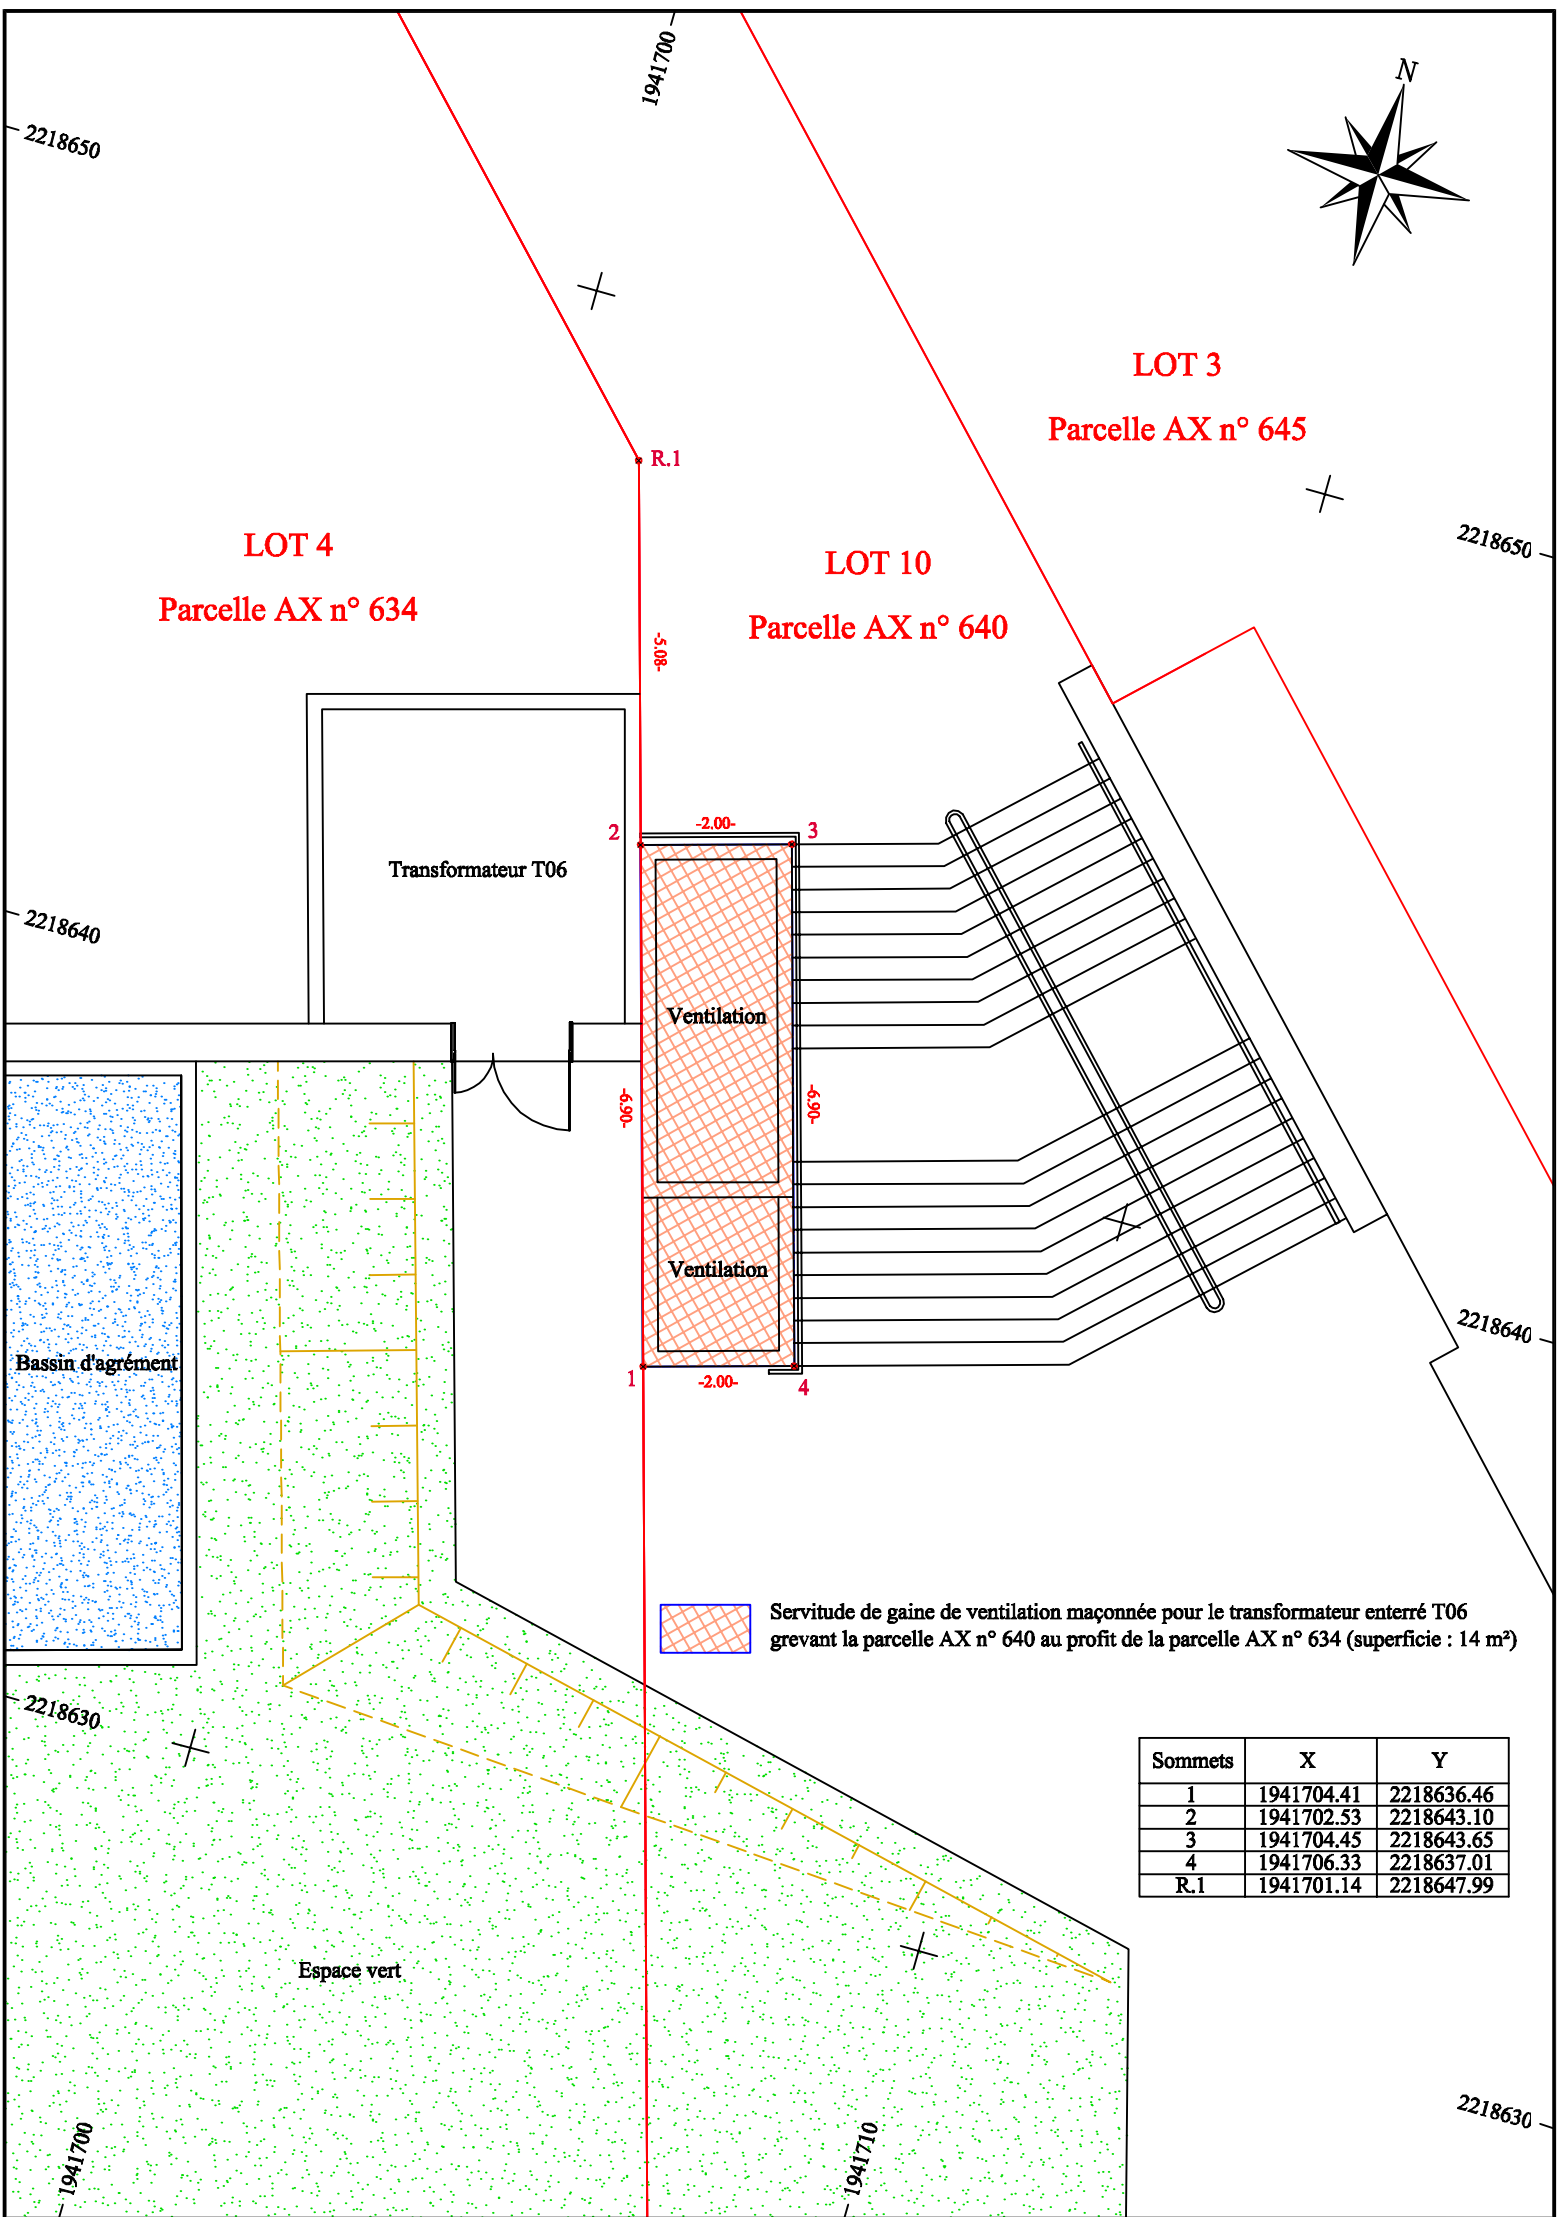 1941700
N
2218650
LOT 3
Parcelle AX n° 645
R.1
2218650
LOT 4
LOT 10
Parcelle AX n° 634
Parcelle AX n° 640
-5.08-
2
-2.00-
3
Transformateur T06
2218640
Ventilation
-6.90-
-6.90-
Ventilation
2218640
Bassin d'agrément
1
-2.00-
4
Servitude de gaine de ventilation maçonnée pour le transformateur enterré T06
grevant la parcelle AX n° 640 au profit de la parcelle AX n° 634 (superficie : 14 m²)
2218630
Sommets X Y
1 1941704.41 2218636.46
2 1941702.53 2218643.10
3 1941704.45 2218643.65
4 1941706.33 2218637.01
R.1 1941701.14 2218647.99
Espace vert
2218630
1941700
1941710